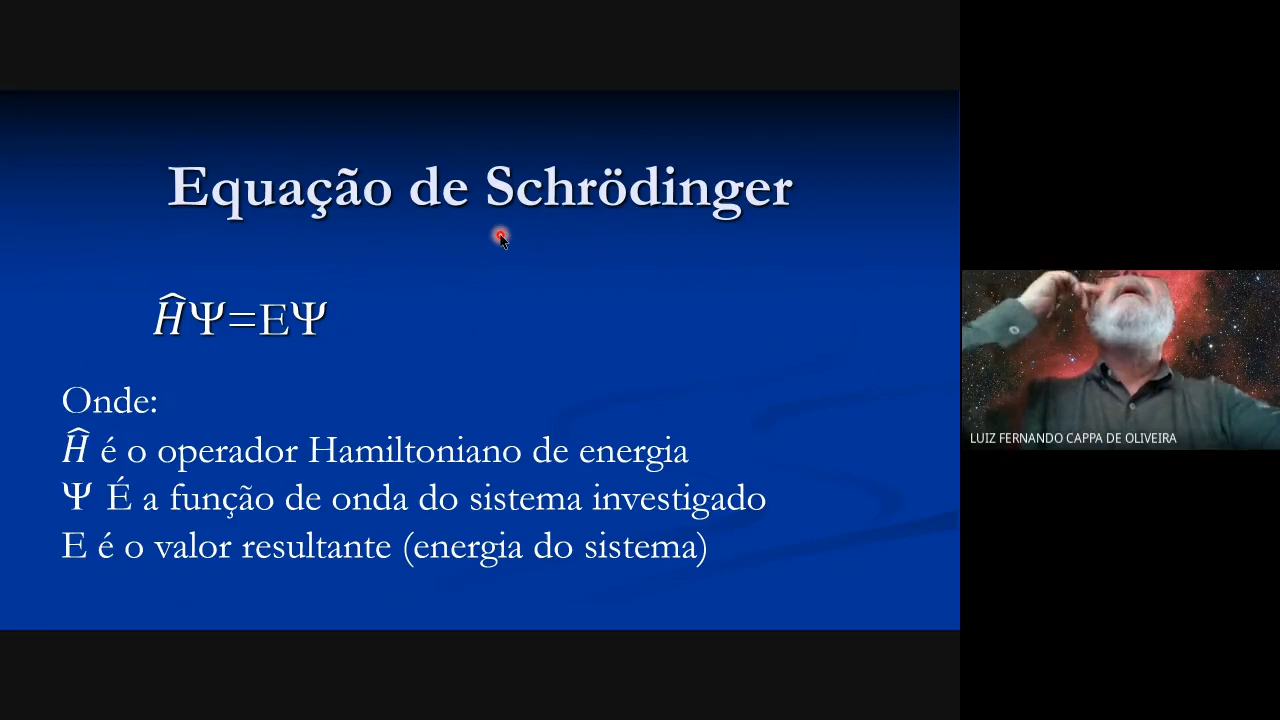 Equação de Schrödinger
ĤΨ=EΨ
Onde:
Ĥ é o operador Hamiltoniano de energia
Ψ É a função de onda do sistema investigado
E é o valor resultante (energia do sistema)
LUIZ FERNANDO CAPPA DE OLIVEIRA